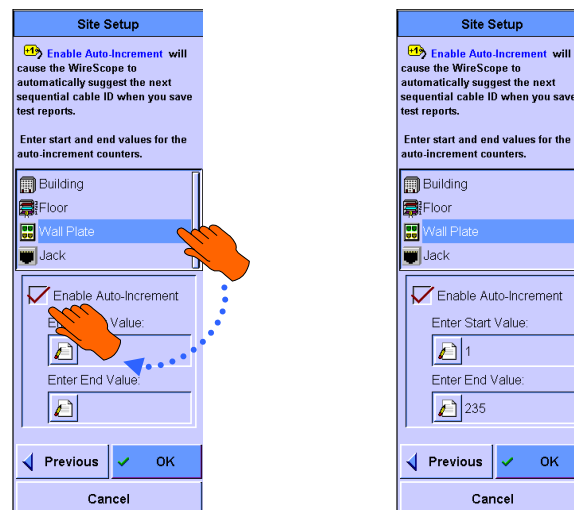 Site Setup
Enable Auto-Increment will
cause the WireScope to
automatically suggest the next
sequential cable ID when you save
test reports.
Enter start and end values for the
auto-increment counters.
Building
Floor
Wall Plate
Jack
Enable Auto-Increment
Value:
Enter End Value:
Previous
OK
Cancel
Site Setup
Enable Auto-Increment will
cause the WireScope to
automatically suggest the next
sequential cable ID when you save
test reports.
Enter start and end values for the
auto-increment counters.
Building
Floor
Wall Plate
Jack
Enable Auto-Increment
Enter Start Value:
1
Enter End Value:
235
Previous
OK
Cancel